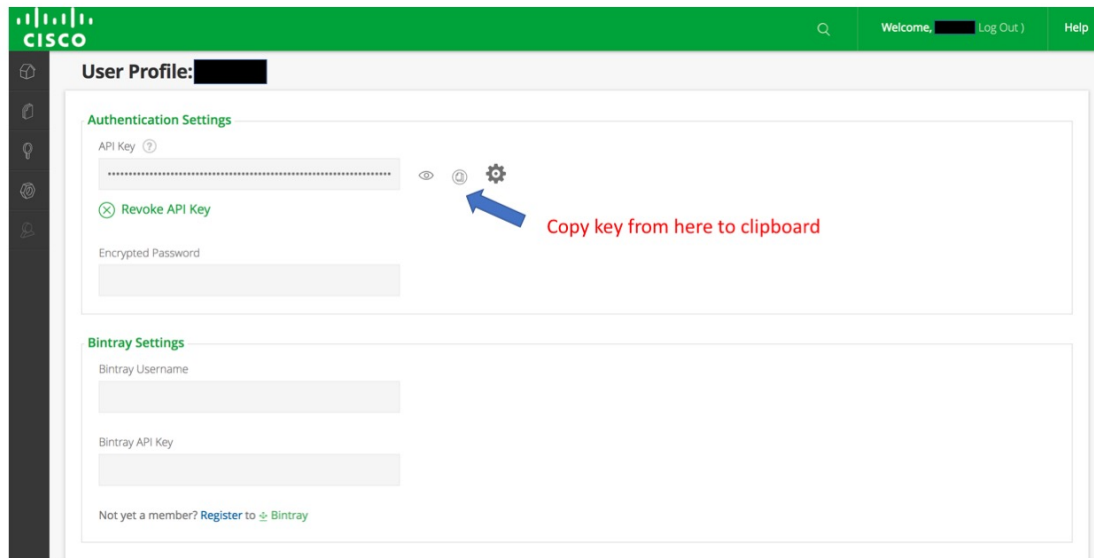 CISCO
Welcome, Log Out ) Help
User Profile:
Authentication Settings
API Key ?
Revoke API Key
Copy key from here to clipboard
Encrypted Password
Bintray Settings
Bintray Username
Bintray API Key
Not yet a member? Register to Bintray